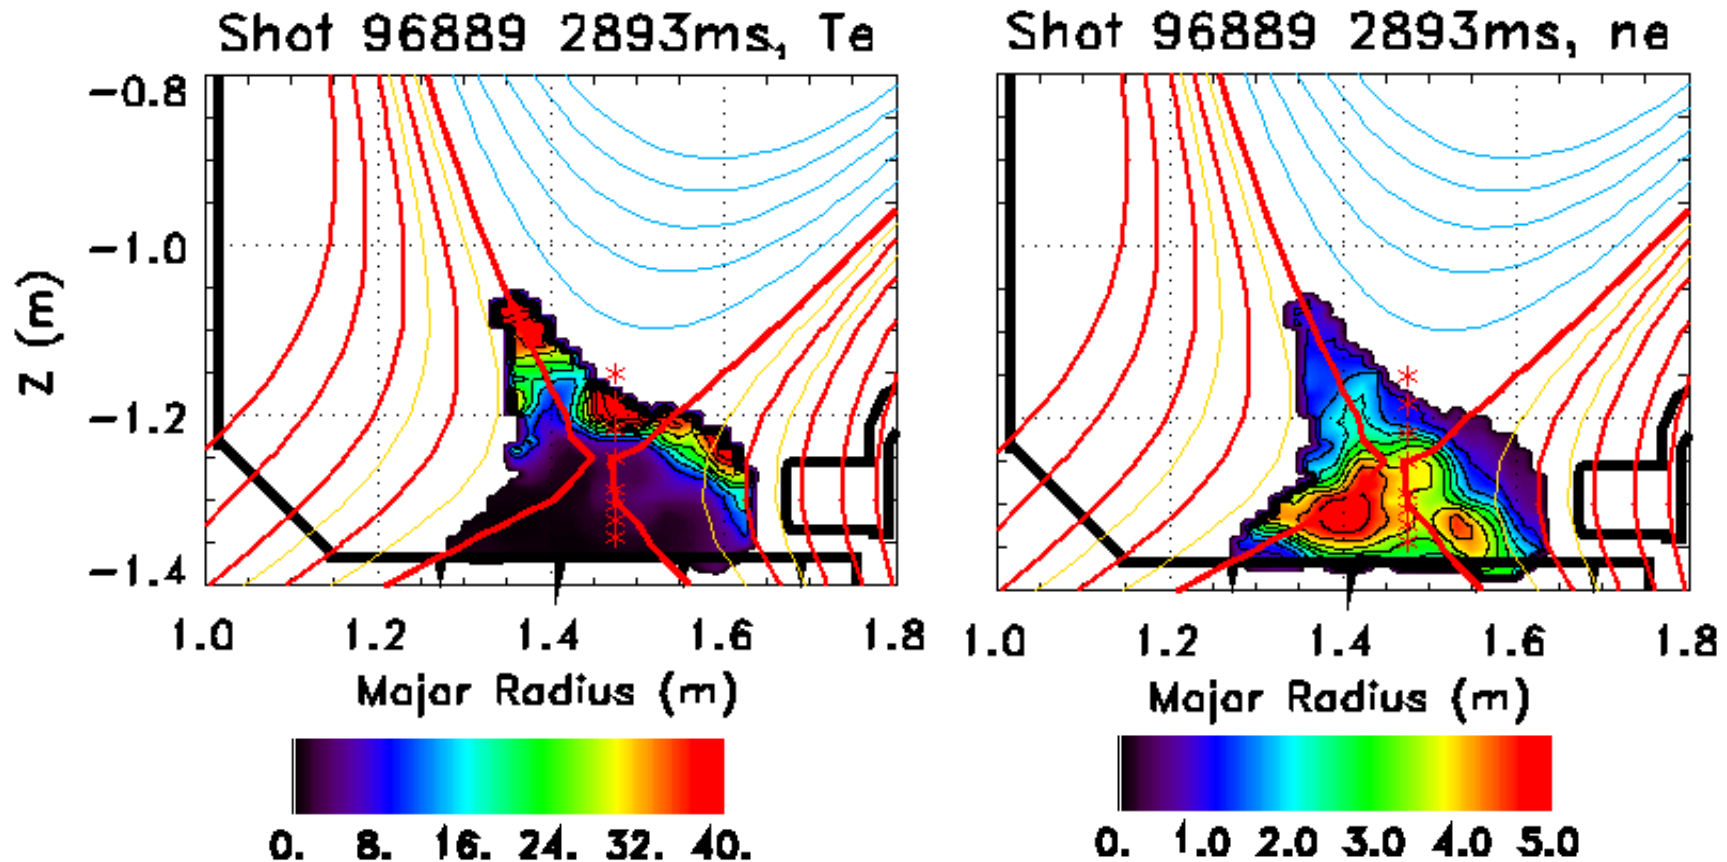 Shot 96889 2893ms, Te
Shot 96889 2893ms, ne
-0.8
-1.0
-1.2
-1.4
Z (m)
1.0 1.2 1.4 1.6 1.8
1.0 1.2 1.4 1.6 1.8
Major Radius (m)
Major Radius (m)
0. 8. 16. 24. 32. 40.
0. 1.0 2.0 3.0 4.0 5.0